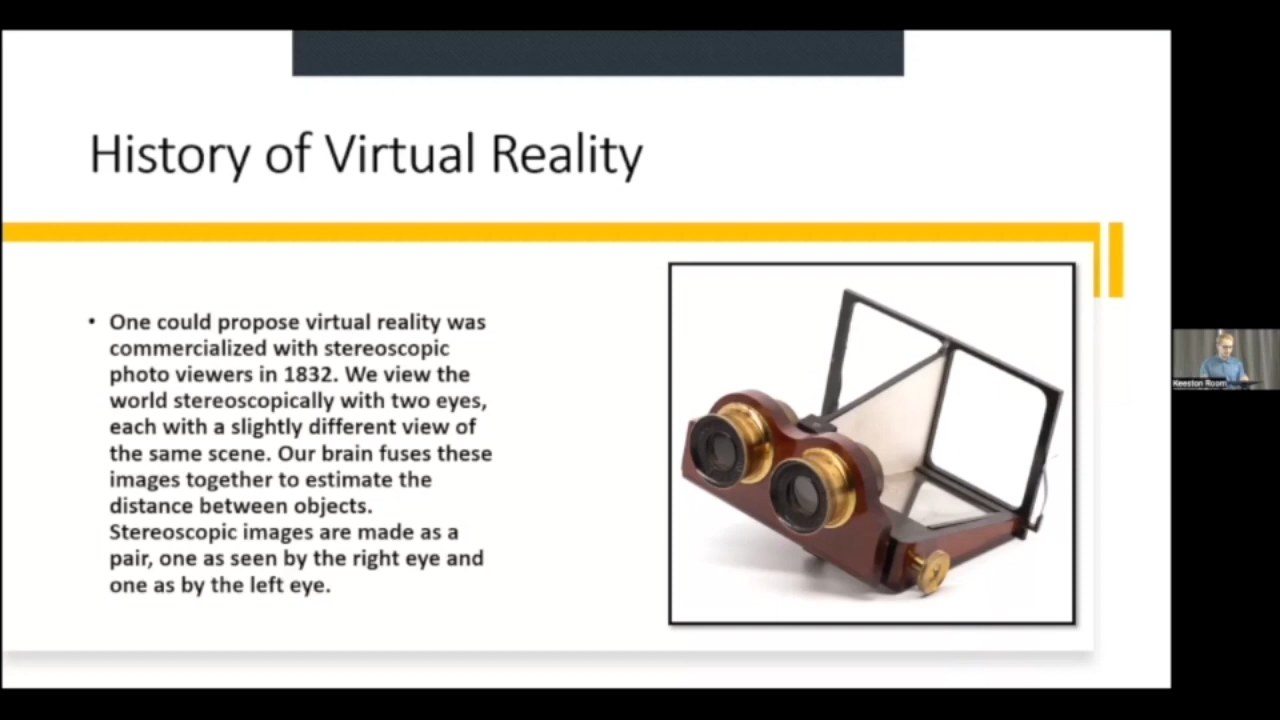 History of Virtual Reality
• One could propose virtual reality was
commercialized with stereoscopic
photo viewers in 1832. We view the
world stereoscopically with two eyes,
each with a slightly different view of
the same scene. Our brain fuses these
images together to estimate the
distance between objects.
Stereoscopic images are made as a
pair, one as seen by the right eye and
one as by the left eye.
Keeston Room